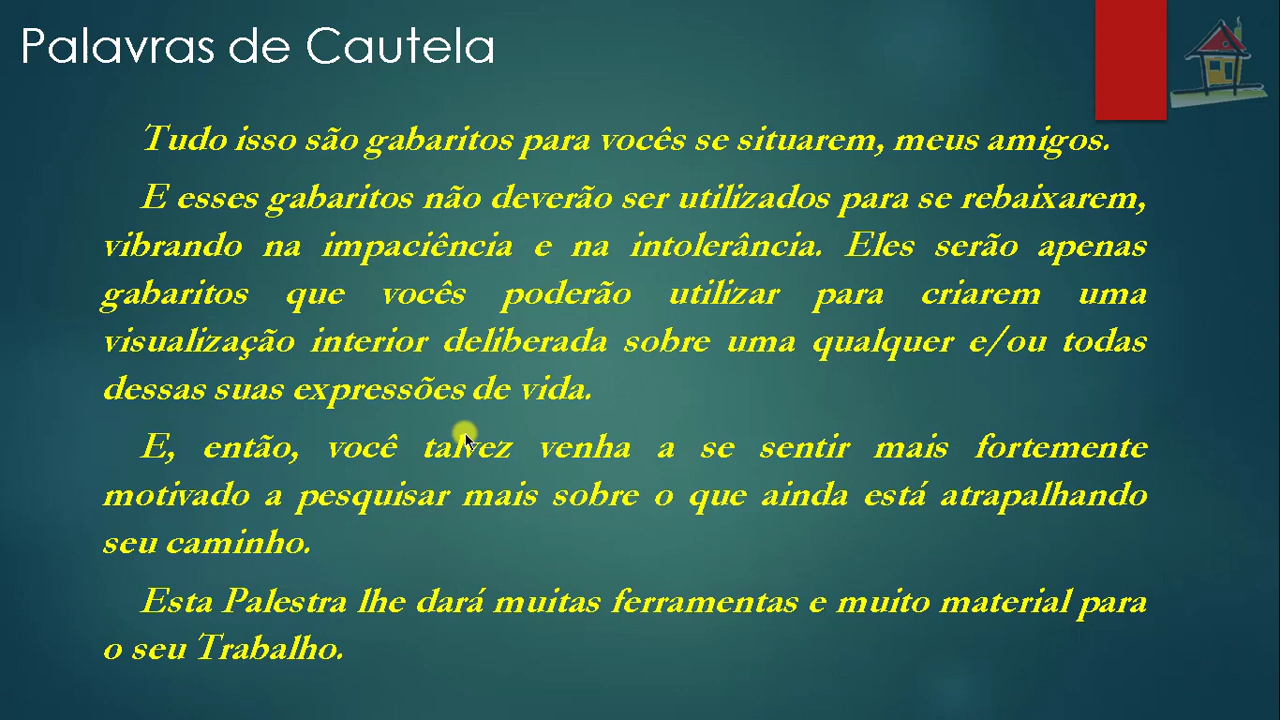 Palavras de Cautela
Tudo isso são gabaritos para vocês se situarem, meus amigos.
E esses gabaritos não deverão ser utilizados para se rebaixarem,
vibrando na impaciência e na intolerância. Eles serão apenas
gabaritos que vocês poderão utilizar para criarem uma
visualização interior deliberada sobre uma qualquer e/ou todas
dessas suas expressões de vida.
E, então, você talvez venha a se sentir mais fortemente
motivado a pesquisar mais sobre o que ainda está atrapalhando
seu caminho.
Esta Palestra lhe dará muitas ferramentas e muito material para
o seu Trabalho.